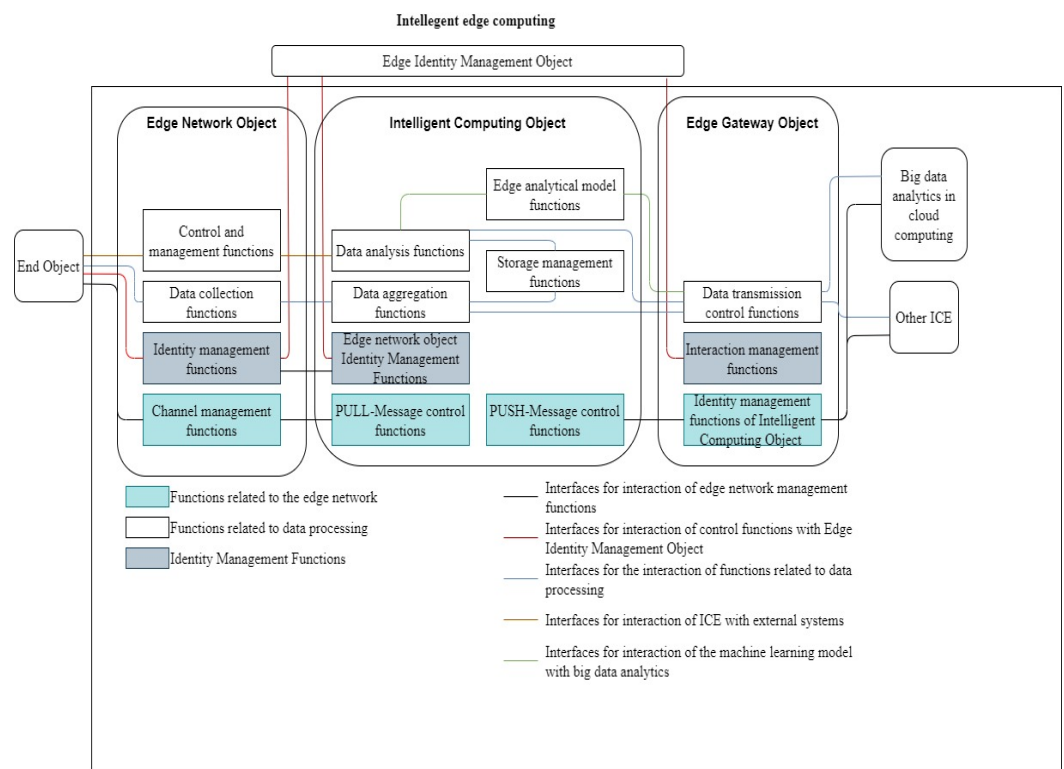 Intellegent edge computing
Edge Identity Management Object
Edge Network Object
Intelligent Computing Object
Edge Gateway Object
Edge analytical model
functions
Big data
analytics in
cloud
computing
Control and
management functions
Data analysis functions
Storage management
functions
End Object
Data collection
functions
Data aggregation
functions
Data transmission
control functions
Other ICE
Identity management
functions
Edge network object
Identity Management
Functions
Interaction management
functions
Channel management
functions
PULL-Message control
functions
PUSH-Message control
functions
Identity management
functions of Intelligent
Computing Object
Functions related to the edge network
Functions related to data processing
Identity Management Functions
Interfaces for interaction of edge network management
functions
Interfaces for interaction of control functions with Edge
Identity Management Object
Interfaces for the interaction of functions related to data
processing
Interfaces for interaction of ICE with external systems
Interfaces for interaction of the machine learning model
with big data analytics